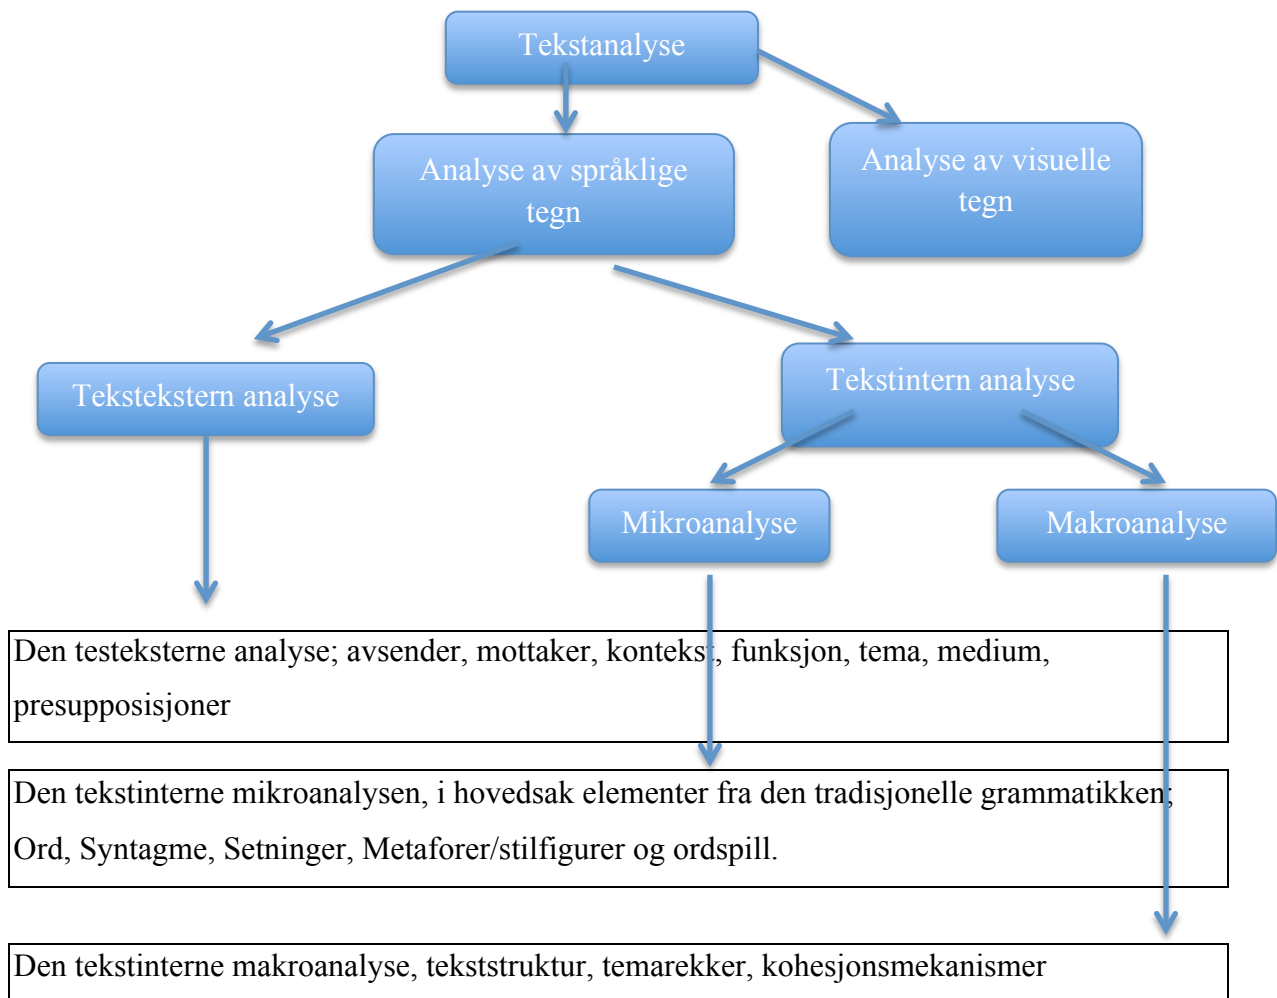 Tekstanalyse
Analyse av språklige
tegn
Analyse av visuelle
tegn
Tekstekstern analyse
Tekstintern analyse
Mikroanalyse
Makroanalyse
Den testeksterne analyse; avsender, mottaker, kontekst, funksjon, tema, medium,
presupposisjoner
Den tekstinterne mikroanalysen, i hovedsak elementer fra den tradisjonelle grammatikken;
Ord, Syntagme, Setninger, Metaforer/stilfigurer og ordspill.
Den tekstinterne makroanalyse, tekststruktur, temarekker, kohesjonsmekanismer